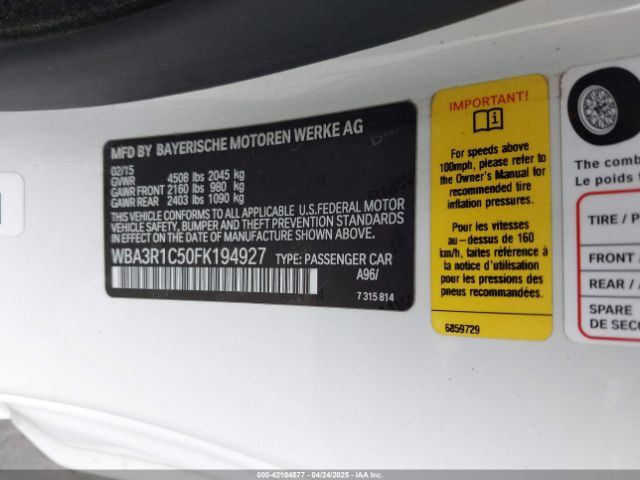 MFD BY BAYERISCHE MOTOREN WERKE AG
02/15
GVWR 4508 lbs 2045 kg
GAWR FRONT 2160 lbs 980 kg
GAWR REAR 2403 lbs 1090 kg
THIS VEHICLE CONFORMS TO ALL APPLICABLE U.S.FEDERAL MOTOR
VEHICLE SAFETY, BUMPER AND THEFT PREVENTION STANDARDS
IN EFFECT ON THE DATE OF MANUFACTURE SHOWN ABOVE.
WBA3R1C50FK194927 TYPE: PASSENGER CAR
A96/
7 315 814
IMPORTANT!
For speeds above
100mph, please refer to
the Owner's Manual for
recommended tire
inflation pressures.
Pour les vitesses
au-dessus de 160
km/h, faites référence à
la notice d'utilisation
pour les pressions des
pneus recommandées.
6859729
The comb
Le poids t
TIRE / P
FRONT /
REAR / A
SPARE
DE SECO
000-42104577 - 04/24/2025 - IAAI.COM